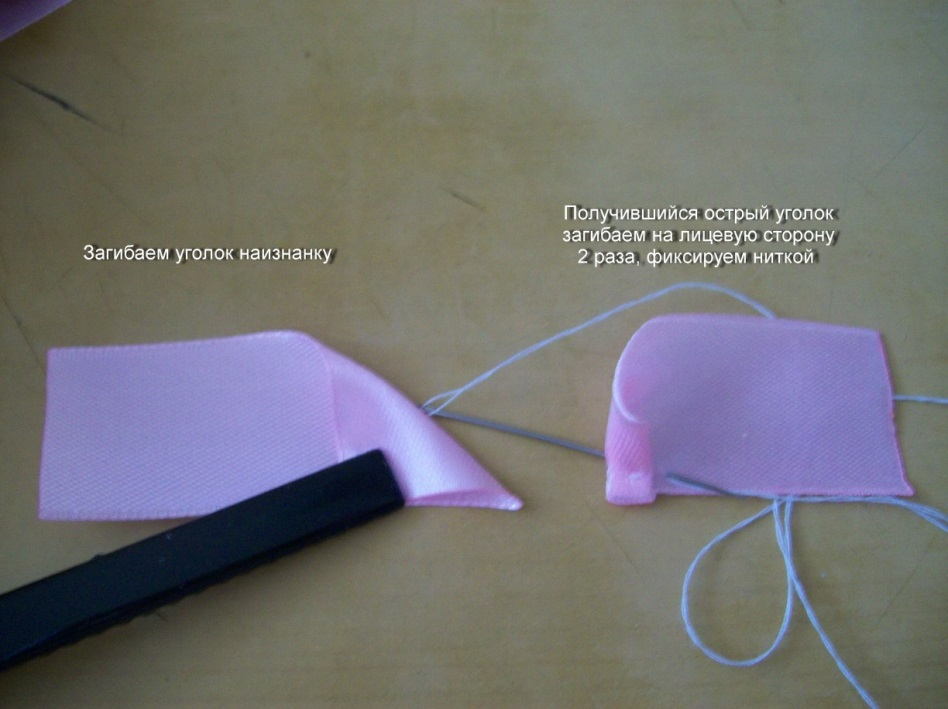 Загибаем уголок наизнанку
Получившийся острый уголок
загибаем на лицевую сторону
2 раза, фиксируем ниткой